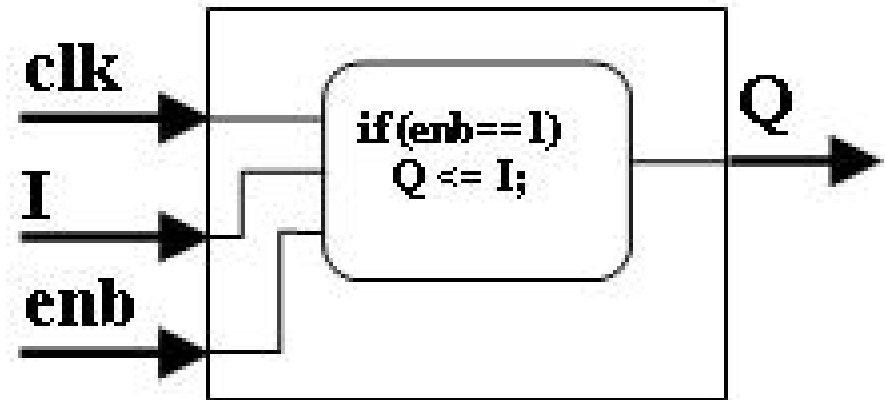 clk
I
enb
if (enb== 1)
Q <= I;
Q